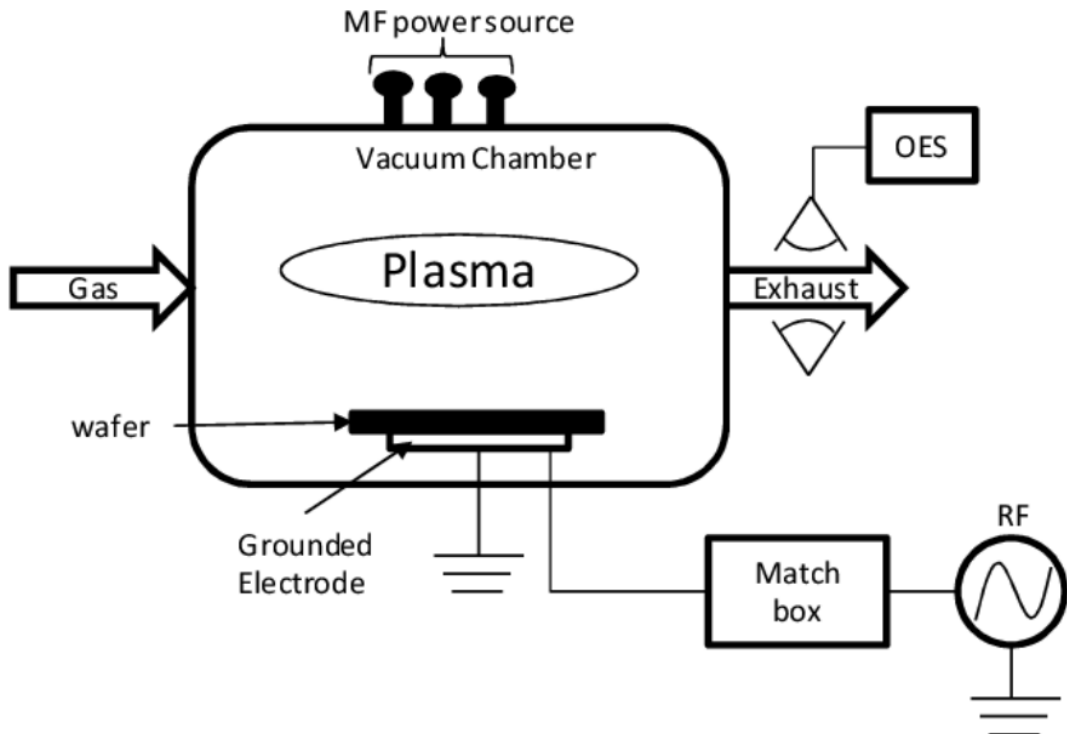 MF power source
Vacuum Chamber
OES
Plasma
Gas
Exhaust
wafer
Grounded
Electrode
RF
Match
box